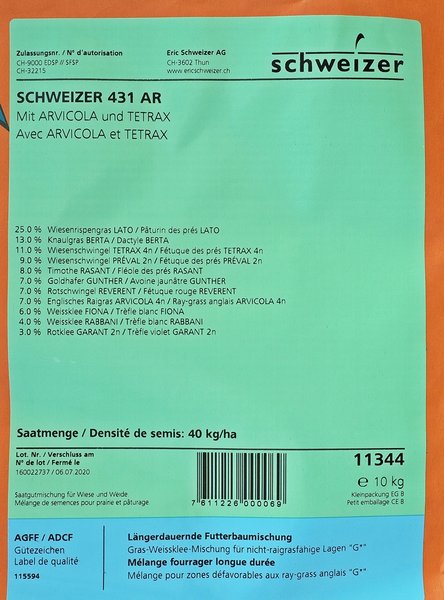 Zulassungsnr. / N° d'autorisation
CH-9000 EDSP // SFSP
CH-32215
Eric Schweizer AG
CH-3602 Thun
www.ericschweizer.ch
schweizer
SCHWEIZER 431 AR
Mit ARVICOLA und TETRAX
Avec ARVICOLA et TETRAX
25.0 % Wiesenrispengras LATO / Pâturin des prés LATO
13.0 % Knaulgras BERTA / Dactyle BERTA
11.0 % Wiesenschwingel TETRAX 4n / Fétuque des prés TETRAX 4n
9.0 % Wiesenschwingel PRÉVAL 2n / Fétuque des prés PRÉVAL 2n
8.0 % Timothe RASANT / Fléole des prés RASANT
7.0 % Goldhafer GUNTHER / Avoine jaunâtre GUNTHER
7.0 % Rotschwingel REVERENT / Fétuque rouge REVERENT
7.0 % Englisches Raigras ARVICOLA 4n / Ray-grass anglais ARVICOLA 4n
6.0 % Weissklee FIONA / Trèfle blanc FIONA
4.0 % Weissklee RABBANI / Trèfle blanc RABBANI
3.0 % Rotklee GARANT 2n / Trèfle violet GARANT 2n
Saatmenge / Densité de semis: 40 kg/ha
Lot. Nr. / Verschluss am
N° de lot / Fermé le
160022737 / 06.07.2020
Saatgutmischung für Wiese und Weide.
Mélange de semences pour prairie et pâturage.
7 611226 000069
11344
℮ 10 kg
Kleinpackung EG B
Petit emballage CE B
AGFF / ADCF
Gütezeichen
Label de qualité
115594
Längerdauernde Futterbaumischung
Gras-Weissklee-Mischung für nicht-raigrasfähige Lagen "G*"
Mélange fourrager longue durée
Mélange pour zones défavorables aux ray-grass anglais "G*"